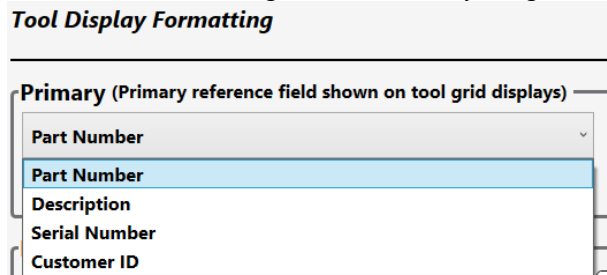 Tool Display Formatting
Primary (Primary reference field shown on tool grid displays)
Part Number
Part Number
Description
Serial Number
Customer ID